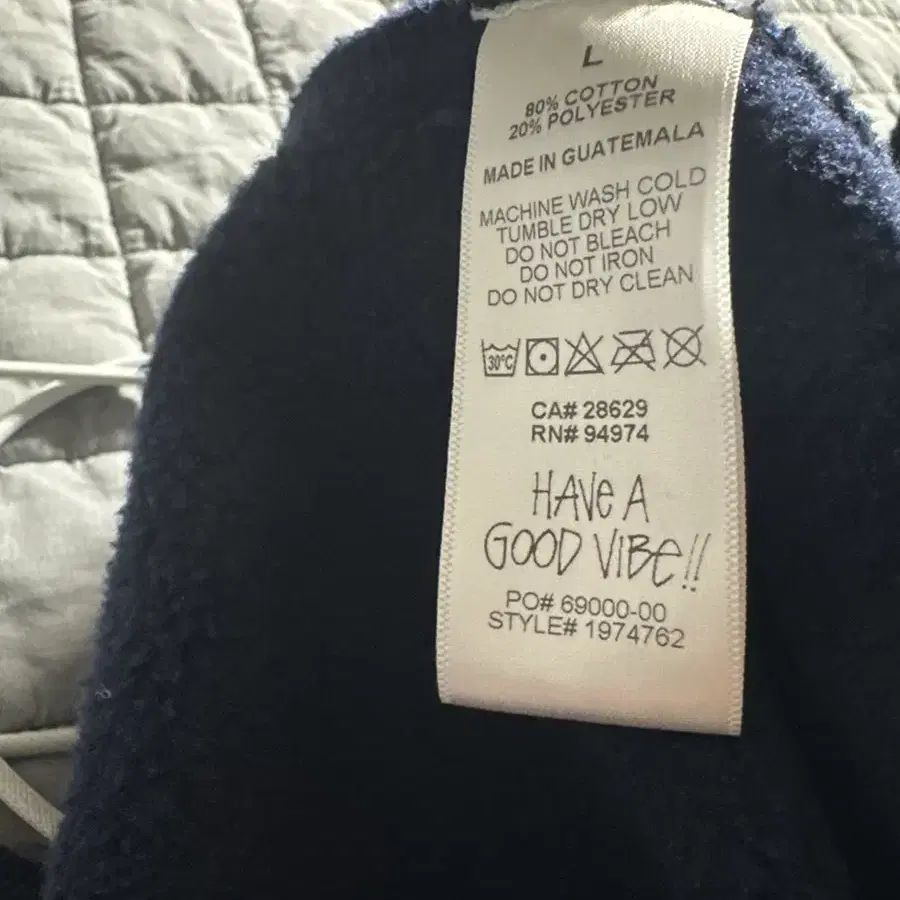 L
80% COTTON
20% POLYESTER
MADE IN GUATEMALA
MACHINE WASH COLD
TUMBLE DRY LOW
DO NOT BLEACH
DO NOT IRON
DO NOT DRY CLEAN
30°C
CA# 28629
RN# 94974
HAVe A
GOOD VIBe!!
PO# 69000-00
STYLE# 1974762